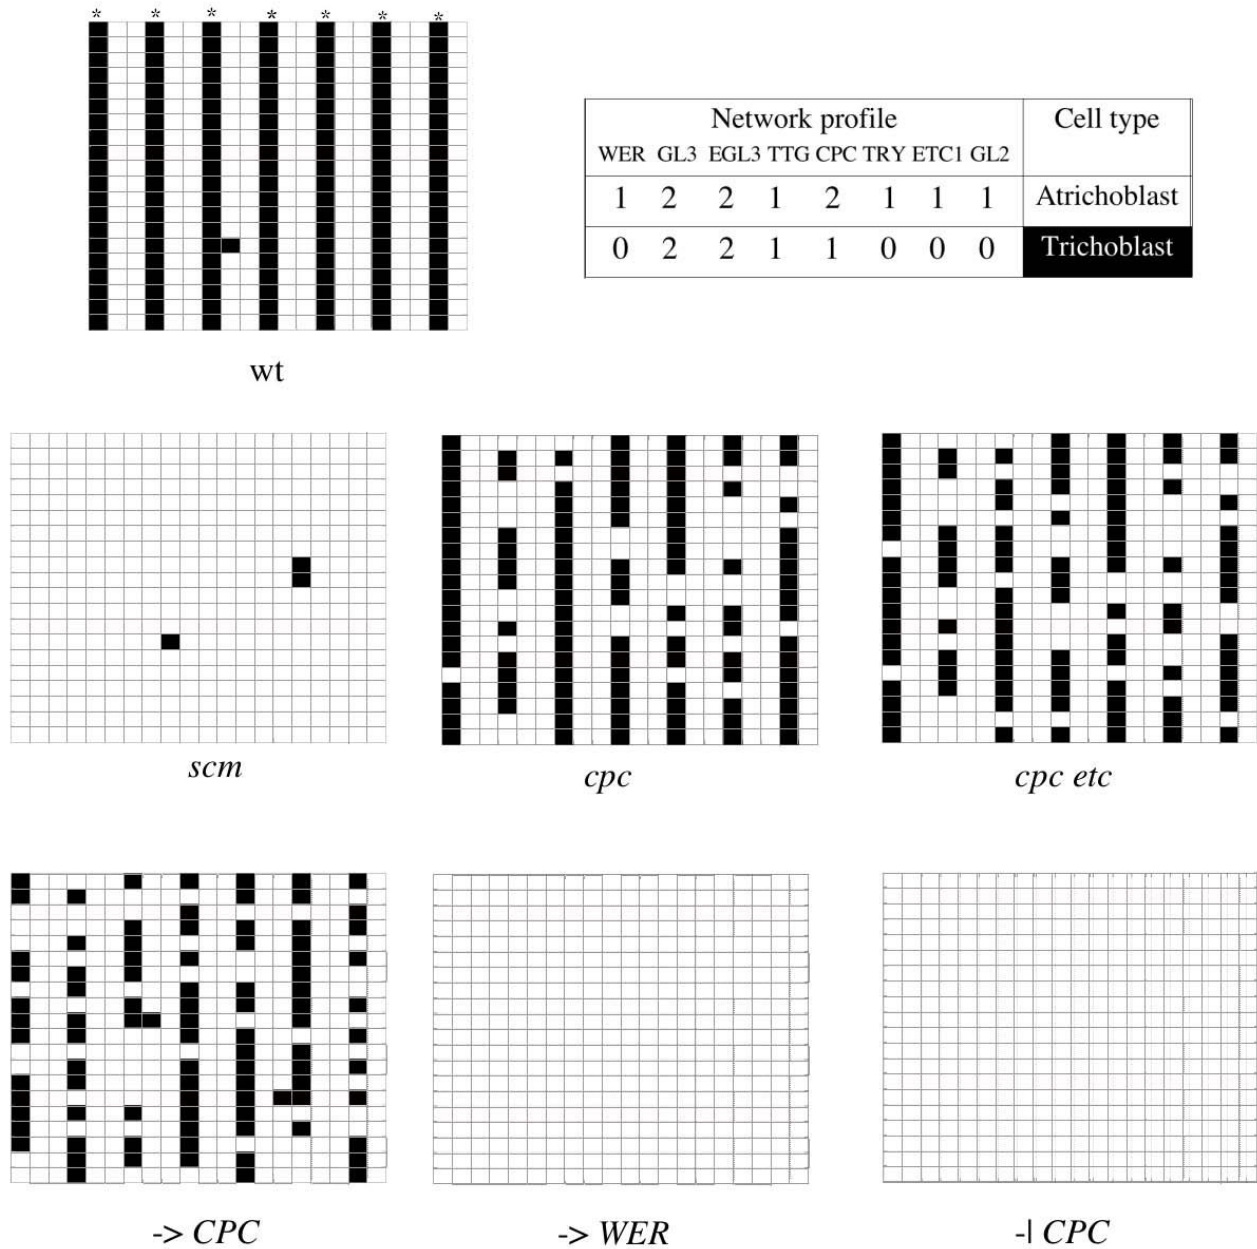 * * * * * * *
wt
Network profile Cell type
WER GL3 EGL3 TTG CPC TRY ETC1 GL2
1 2 2 1 2 1 1 1 Atrichoblast
0 2 2 1 1 0 0 0 Trichoblast
scm cpc cpc etc
-> CPC -> WER -| CPC